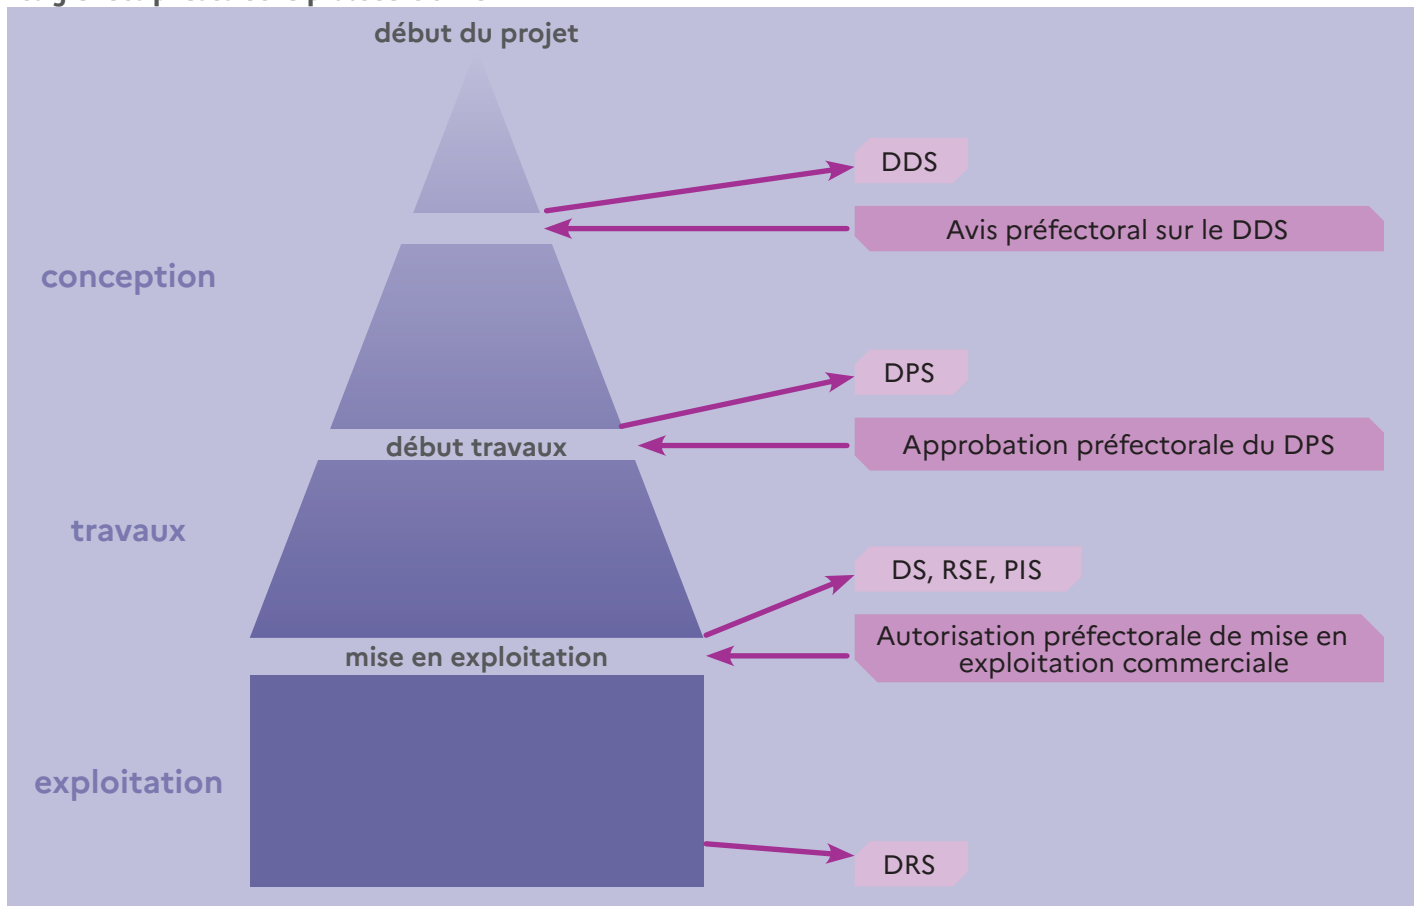 début du projet
DDS
Avis préfectoral sur le DDS
conception
DPS
début travaux
Approbation préfectorale du DPS
travaux
DS, RSE, PIS
Autorisation préfectorale de mise en
exploitation commerciale
mise en exploitation
exploitation
DRS